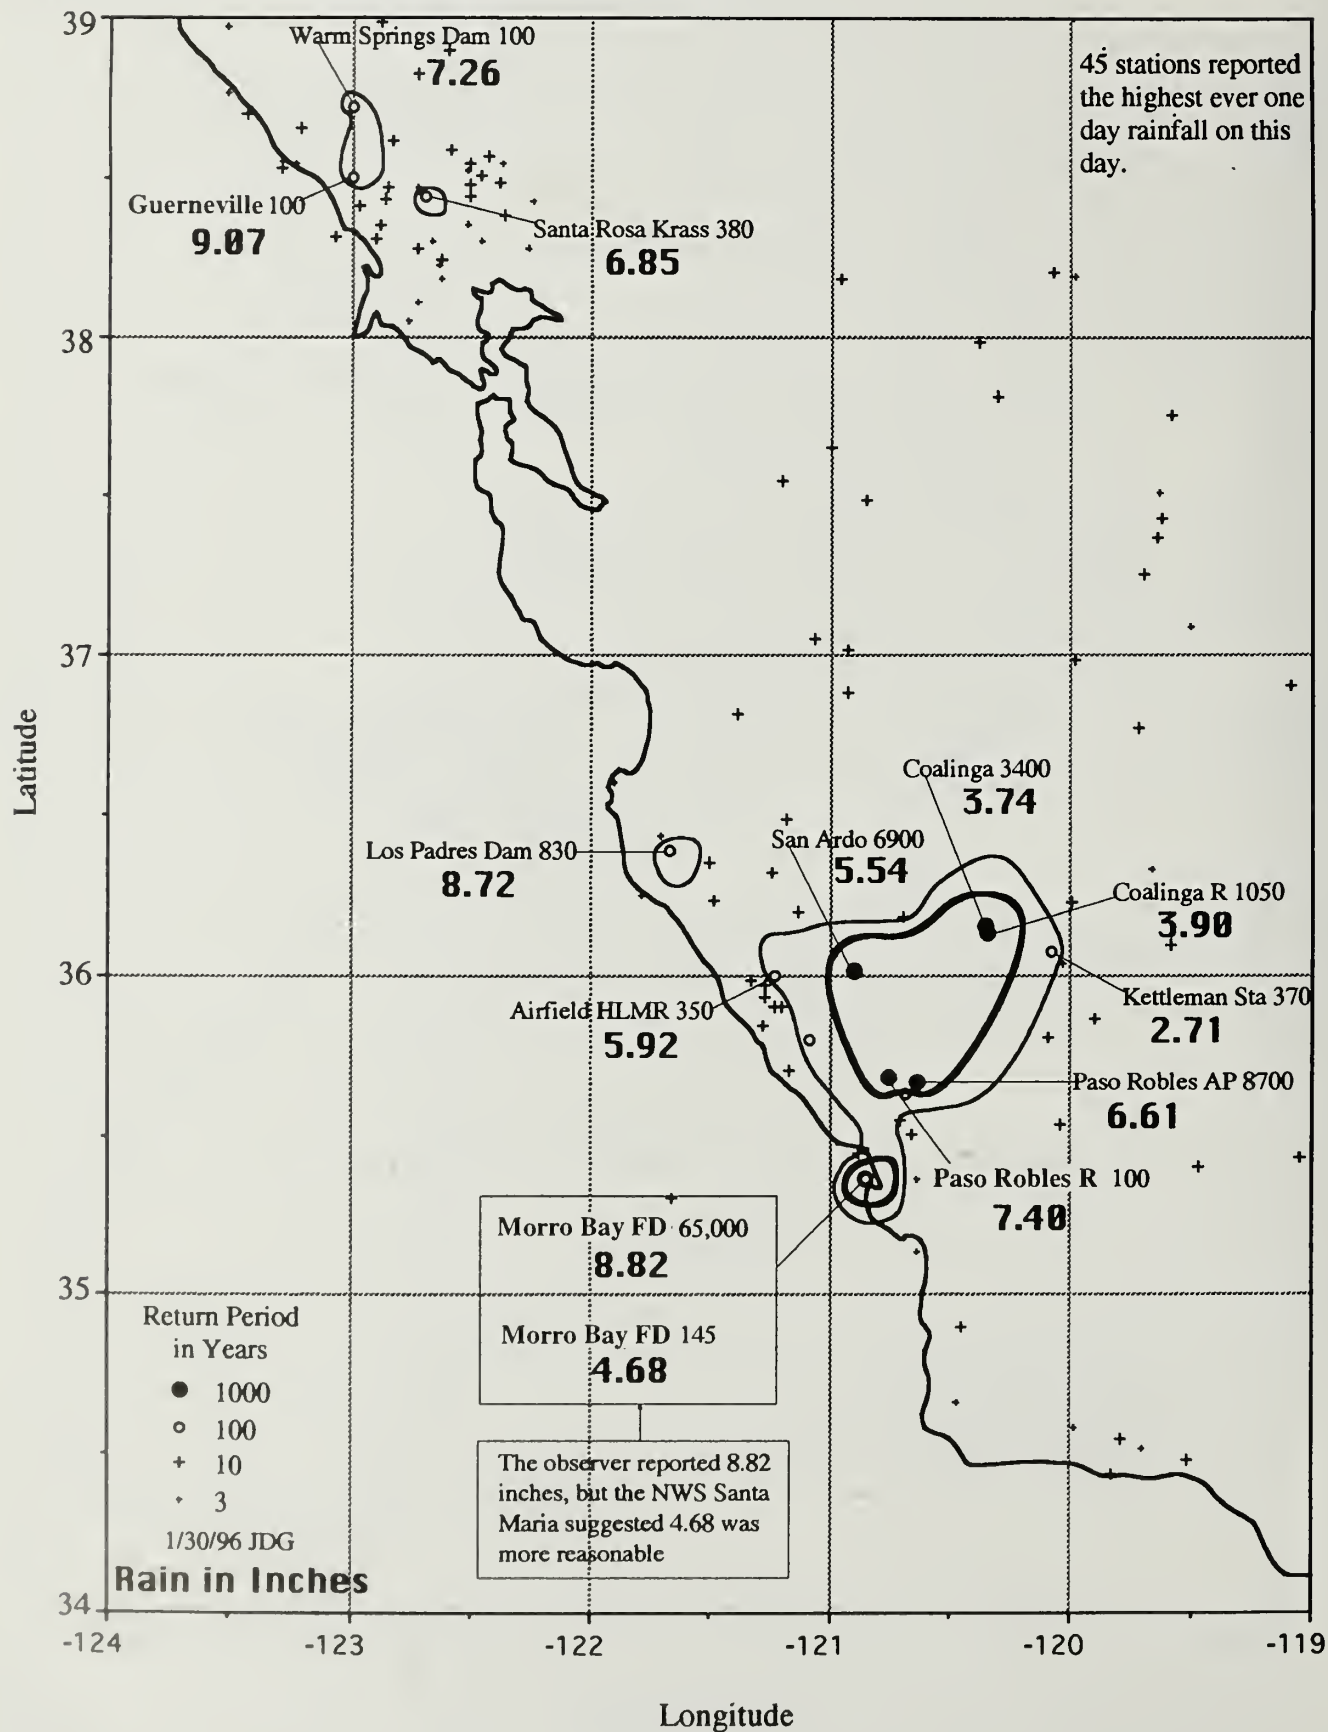 39
Warm Springs Dam 100
7.26
45 stations reported
the highest ever one
day rainfall on this
day.
Guerneville 100
9.07
Santa Rosa Krass 380
6.85
38
37
Latitude
Coalinga 3400
3.74
San Ardo 6900
5.54
Los Padres Dam 830
8.72
Coalinga R 1050
3.90
36
Airfield HLMR 350
5.92
Kettleman Sta 370
2.71
Paso Robles AP 8700
6.61
Paso Robles R 100
7.40
Morro Bay FD 65,000
8.82
35
Morro Bay FD 145
4.68
Return Period
in Years
1000
100
10
3
1/30/96 JDG
Rain in Inches
The observer reported 8.82
inches, but the NWS Santa
Maria suggested 4.68 was
more reasonable
34
-124 -123 -122 -121 -120 -119
Longitude